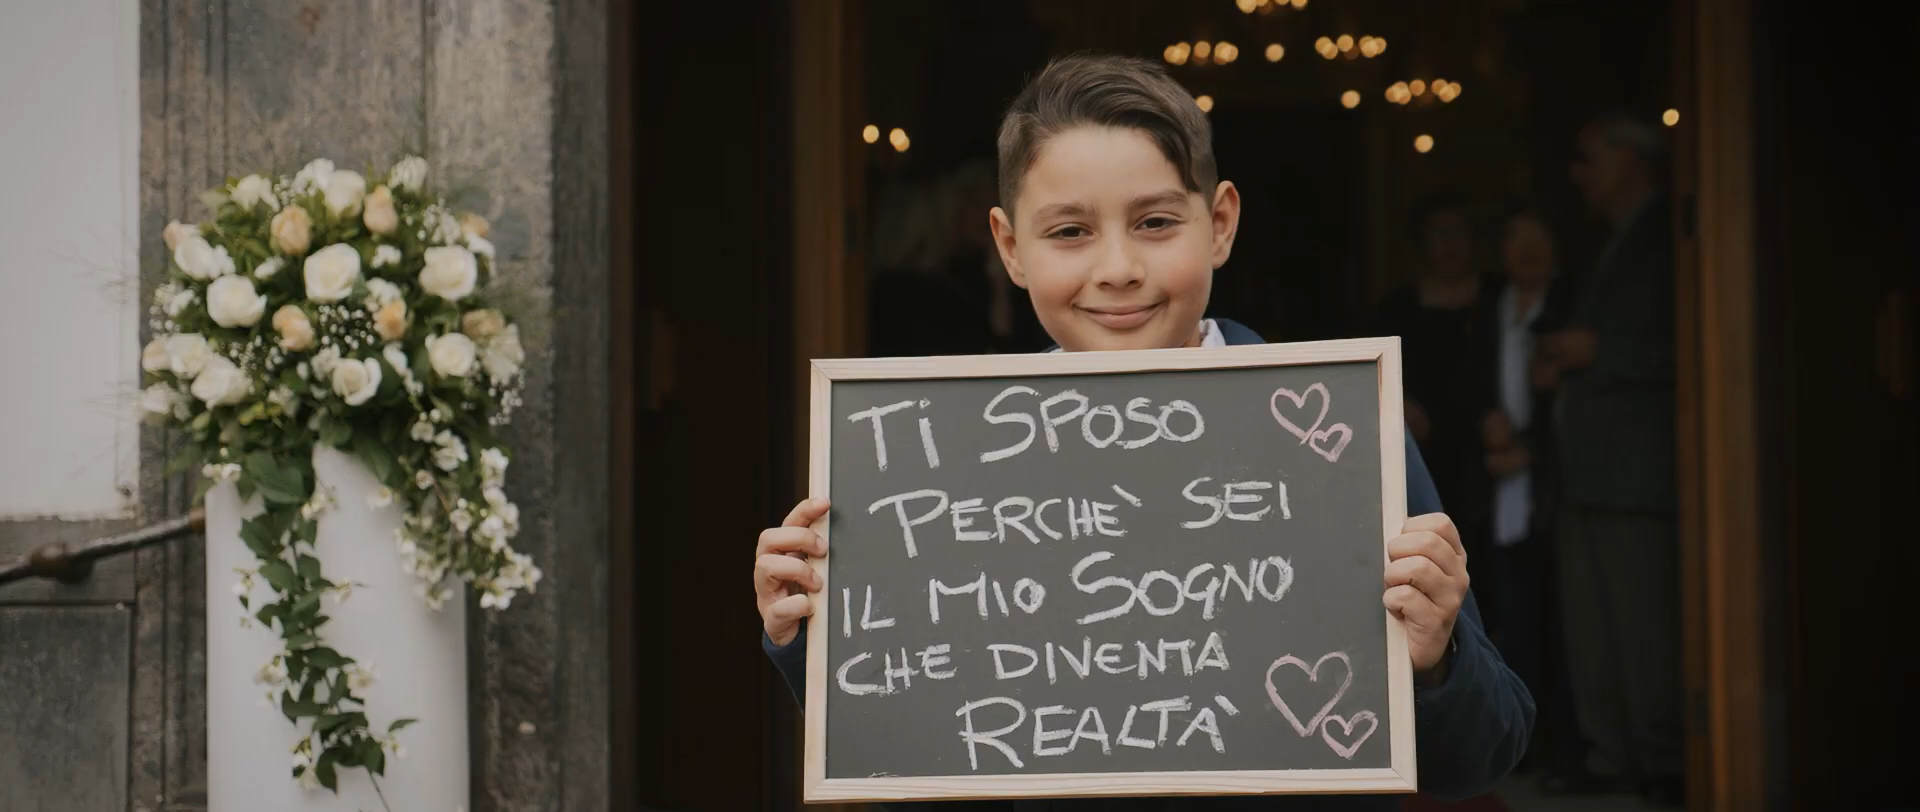 Ti SPOSO
PERCHÈ SEI
IL MIO SOGNO
CHE DIVENTA
REALTÀ